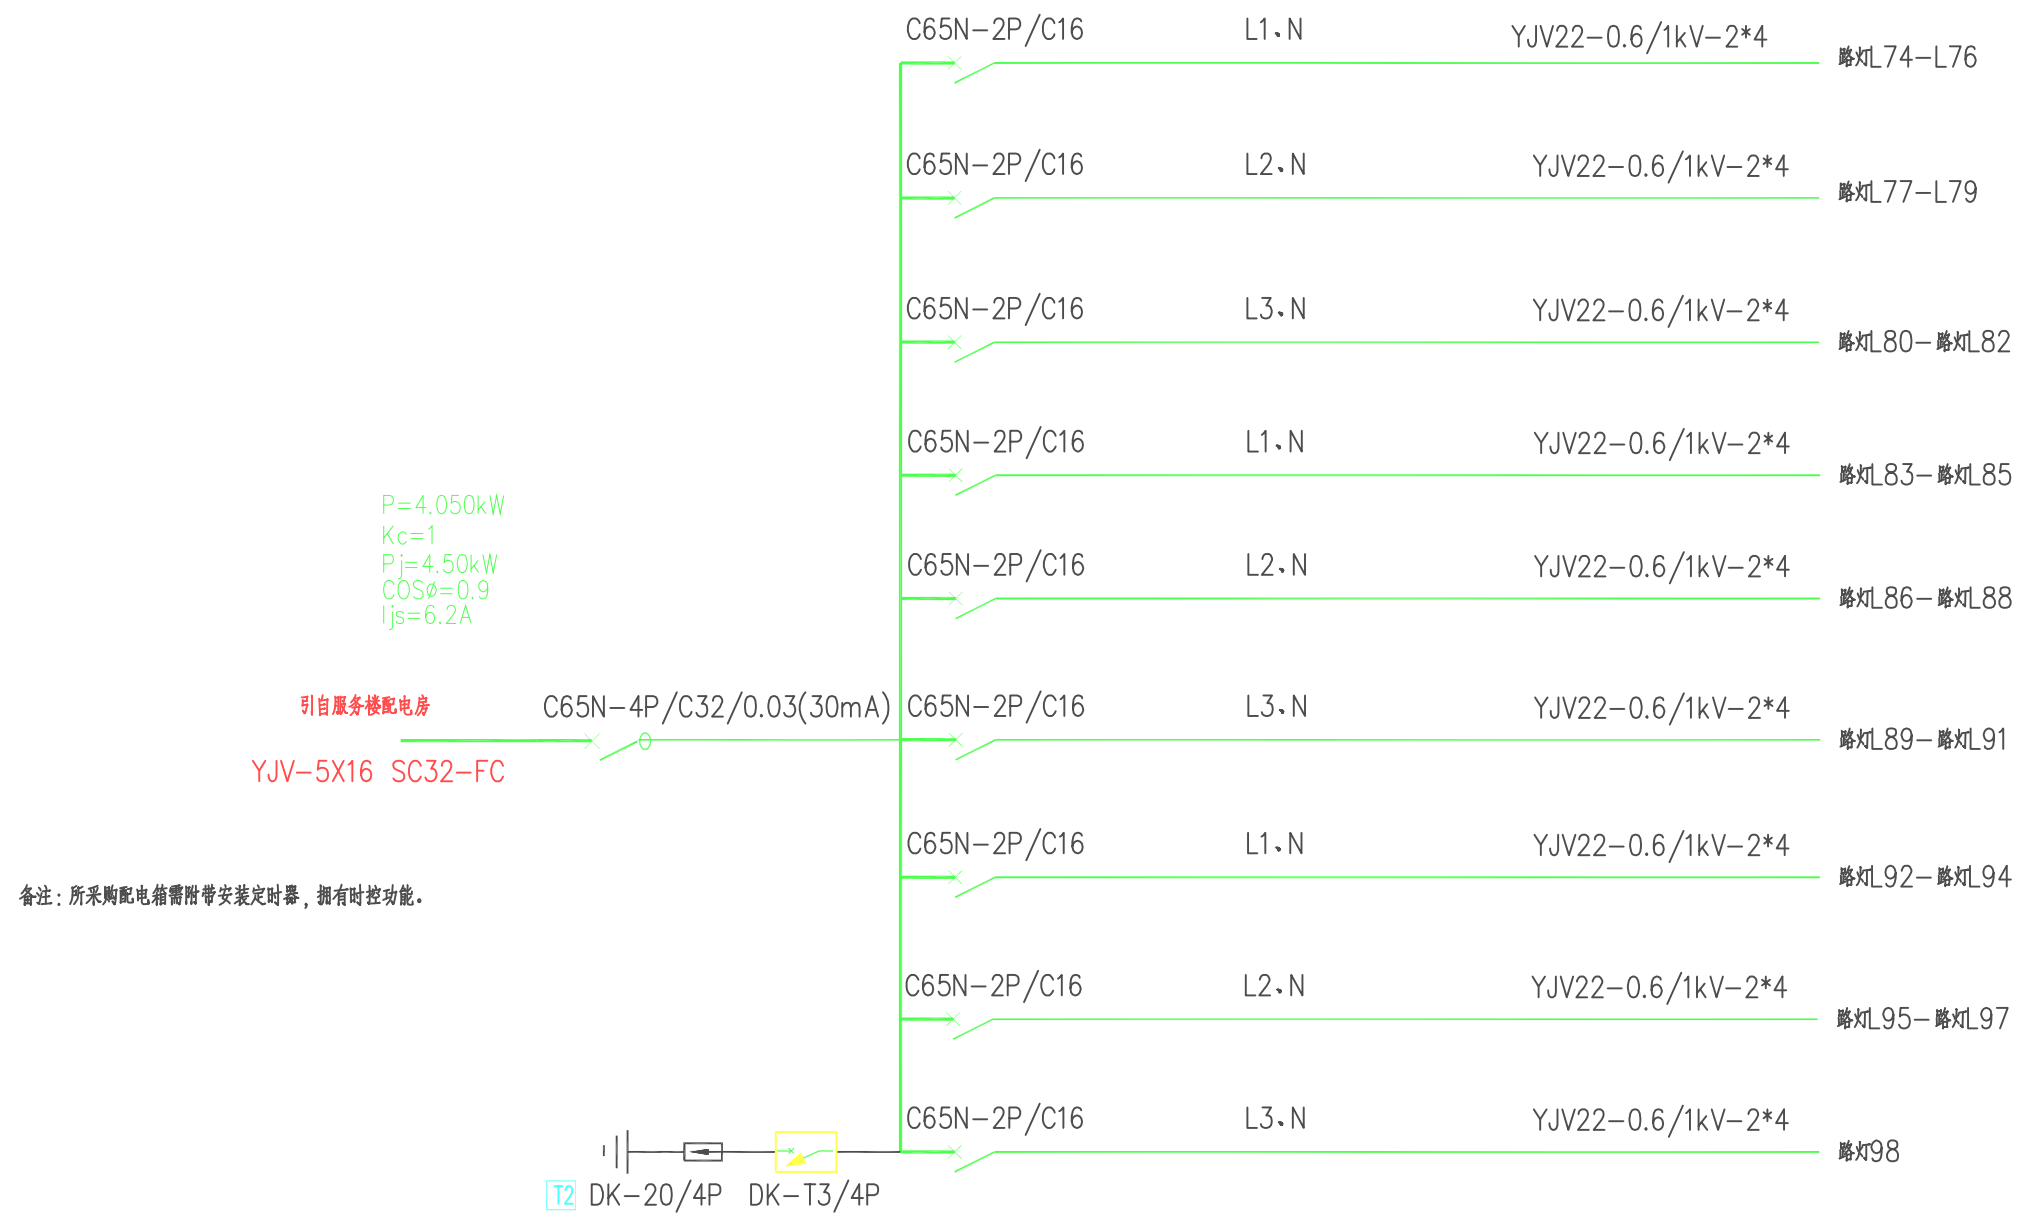 C65N-2P/C16 L1、N YJV22-0.6/1kV-2*4 路灯L74-L76
C65N-2P/C16 L2、N YJV22-0.6/1kV-2*4 路灯L77-L79
C65N-2P/C16 L3、N YJV22-0.6/1kV-2*4 路灯L80-路灯L82
C65N-2P/C16 L1、N YJV22-0.6/1kV-2*4 路灯L83-路灯L85
P=4.050kW
Kc=1
Pj=4.50kW
COSø=0.9
Ijs=6.2A
C65N-2P/C16 L2、N YJV22-0.6/1kV-2*4 路灯L86-路灯L88
引自服务楼配电房
YJV-5X16 SC32-FC
C65N-4P/C32/0.03(30mA)
C65N-2P/C16 L3、N YJV22-0.6/1kV-2*4 路灯L89-路灯L91
C65N-2P/C16 L1、N YJV22-0.6/1kV-2*4 路灯L92-路灯L94
备注：所采购配电箱需附带安装定时器，拥有时控功能。
C65N-2P/C16 L2、N YJV22-0.6/1kV-2*4 路灯L95-路灯L97
C65N-2P/C16 L3、N YJV22-0.6/1kV-2*4 路灯98
T2 DK-20/4P DK-T3/4P